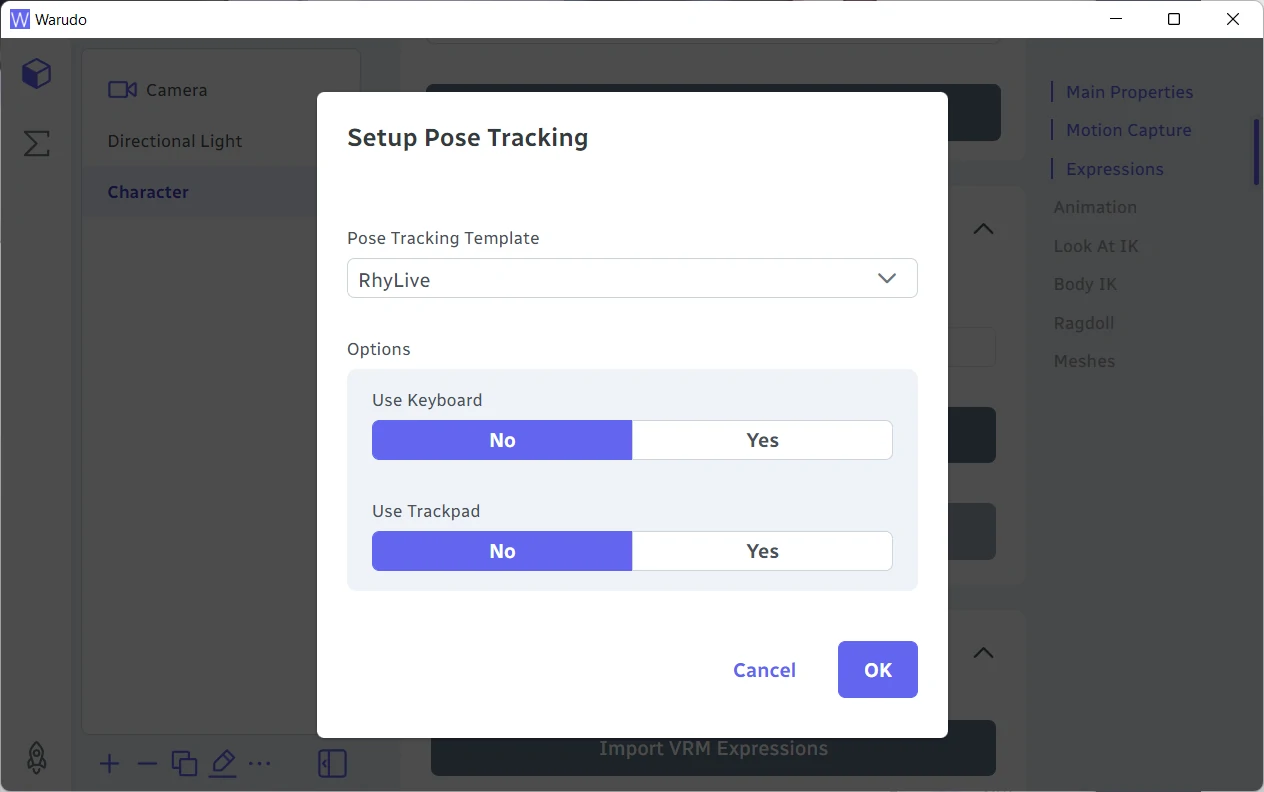 Warudo
Camera
Directional Light
Character
Setup Pose Tracking
Pose Tracking Template
RhyLive
Options
Use Keyboard
No Yes
Use Trackpad
No Yes
Cancel OK
Import VRM Expressions
Main Properties
Motion Capture
Expressions
Animation
Look At IK
Body IK
Ragdoll
Meshes